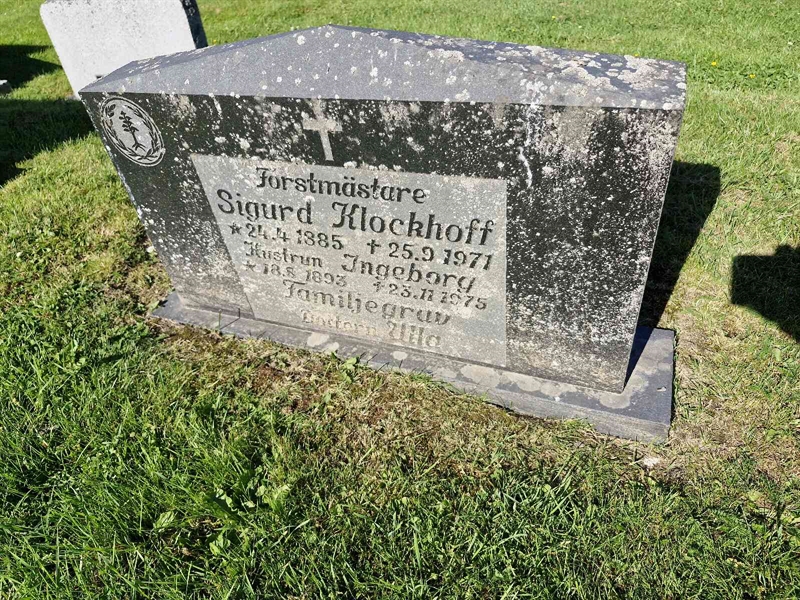 Forstmästare
Sigurd Klockhoff
* 24.4 1885 † 25.9 1971
Hustrun Ingeborg
* 18.8 1893 † 23.11 1975
Familjegrav
Dottern Ulla